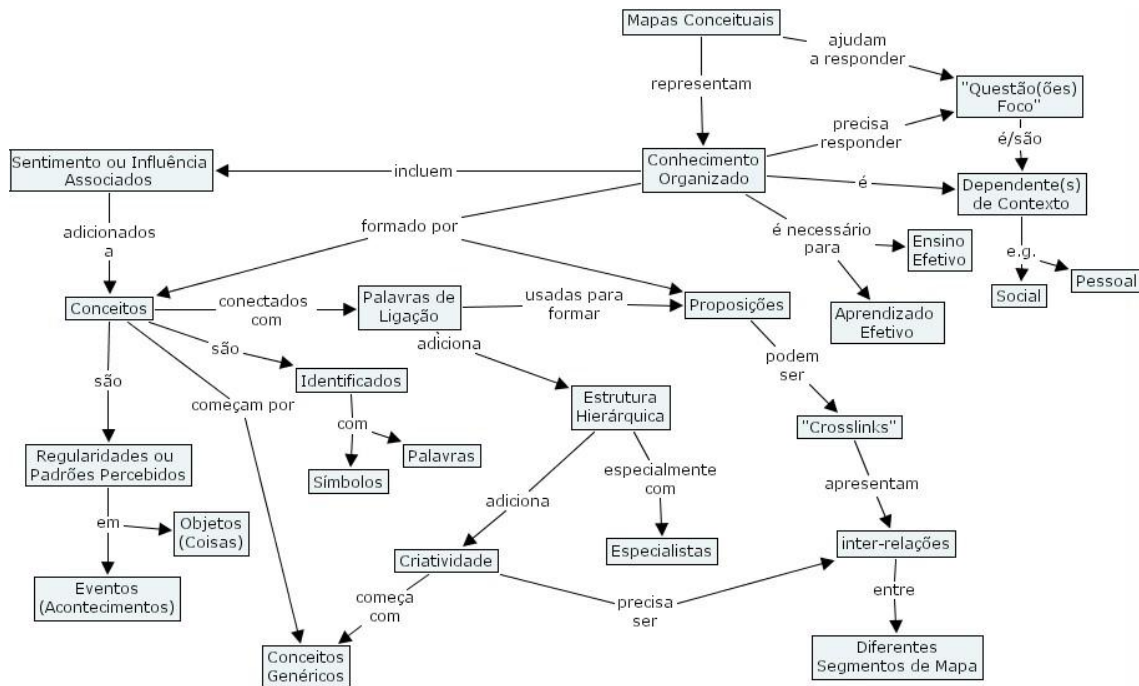 Mapas Conceituais
ajudam
a responder
representam
"Questão(ões)
Foco"
precisa
responder
é/são
Sentimento ou Influência
Associados
incluem
Conhecimento
Organizado
é
Dependente(s)
de Contexto
adicionados
a
formado por
é necessário
para
Ensino
Efetivo
e.g.
Pessoal
Social
Conceitos
conectados
com
Palavras de
Ligação
usadas para
formar
Proposições
Aprendizado
Efetivo
são
adiciona
podem
ser
são
Identificados
Estrutura
Hierárquica
começam por
com
Palavras
"Crosslinks"
Regularidades ou
Padrões Percebidos
Símbolos
especialmente
com
adiciona
apresentam
em
Objetos
(Coisas)
Criatividade
Especialistas
inter-relações
Eventos
(Acontecimentos)
começa
com
precisa
ser
entre
Conceitos
Genéricos
Diferentes
Segmentos de Mapa